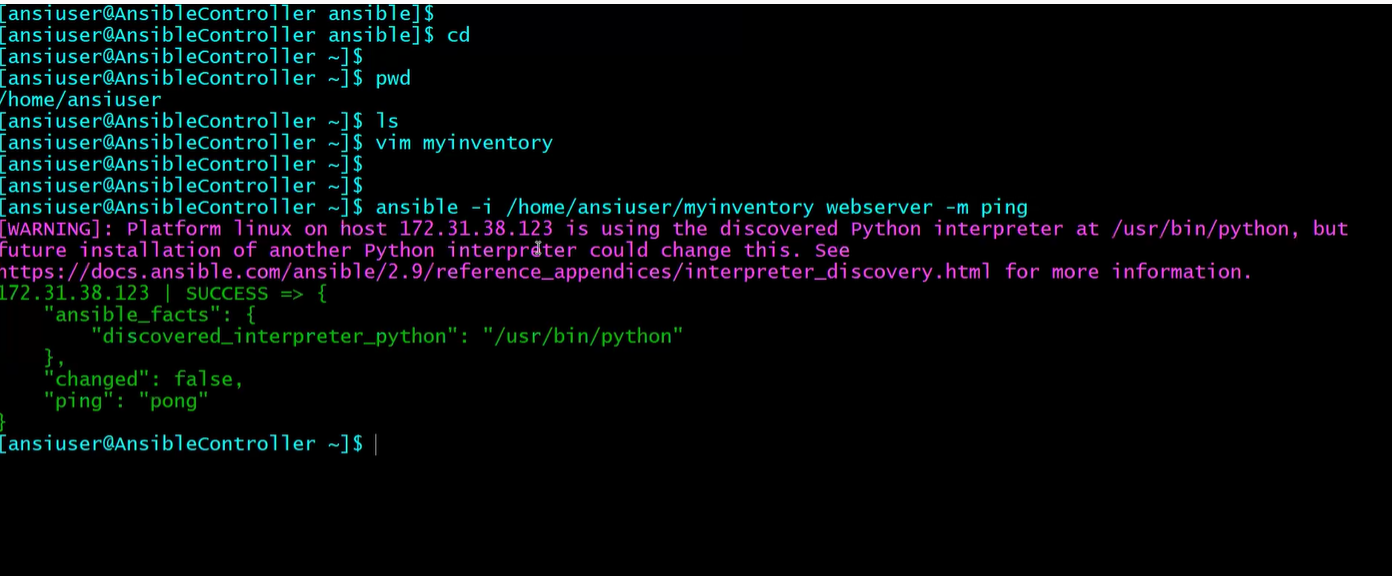 [ansiuser@AnsibleController ansible]$
[ansiuser@AnsibleController ansible]$ cd
[ansiuser@AnsibleController ~]$
[ansiuser@AnsibleController ~]$ pwd
/home/ansiuser
[ansiuser@AnsibleController ~]$ ls
[ansiuser@AnsibleController ~]$ vim myinventory
[ansiuser@AnsibleController ~]$
[ansiuser@AnsibleController ~]$
[ansiuser@AnsibleController ~]$ ansible -i /home/ansiuser/myinventory webserver -m ping
[WARNING]: Platform linux on host 172.31.38.123 is using the discovered Python interpreter at /usr/bin/python, but
future installation of another Python interpreter could change this. See
https://docs.ansible.com/ansible/2.9/reference_appendices/interpreter_discovery.html for more information.
172.31.38.123 | SUCCESS => {
    "ansible_facts": {
        "discovered_interpreter_python": "/usr/bin/python"
    },
    "changed": false,
    "ping": "pong"
}
[ansiuser@AnsibleController ~]$